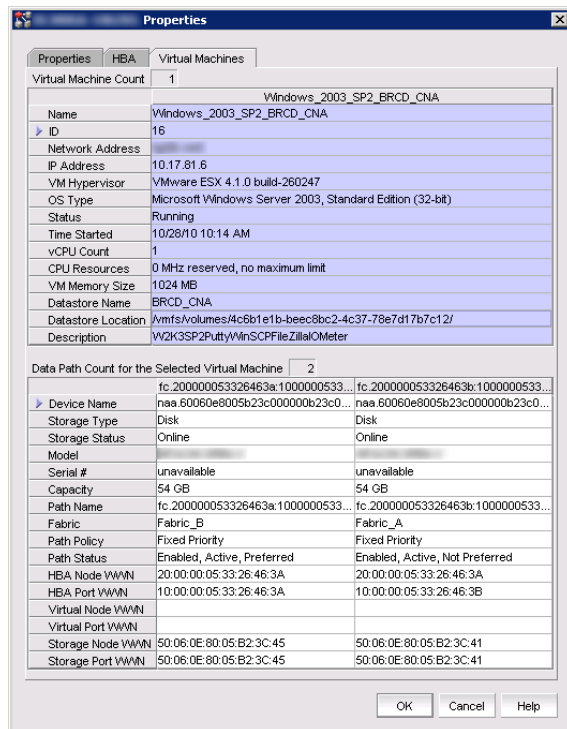 Properties
Properties HBA Virtual Machines
Virtual Machine Count 1
Windows_2003_SP2_BRCD_CNA
Name Windows_2003_SP2_BRCD_CNA
ID 16
Network Address
IP Address 10.17.81.6
VM Hypervisor VMware ESX 4.1.0 build-260247
OS Type Microsoft Windows Server 2003, Standard Edition (32-bit)
Status Running
Time Started 10/28/10 10:14 AM
vCPU Count 1
CPU Resources 0 MHz reserved, no maximum limit
VM Memory Size 1024 MB
Datastore Name BRCD_CNA
Datastore Location /vmfs/volumes/4c6b1e1b-beec8bc2-4c37-78e7d17b7c12/
Description W2K3SP2PuttyWinSCPFileZillaIOMeter
Data Path Count for the Selected Virtual Machine 2
fc.200000053326463a:1000000533... fc.200000053326463b:1000000533...
Device Name naa.60060e8005b23c000000b23c0... naa.60060e8005b23c000000b23c0...
Storage Type Disk Disk
Storage Status Online Online
Model
Serial # unavailable unavailable
Capacity 54 GB 54 GB
Path Name fc.200000053326463a:1000000533... fc.200000053326463b:1000000533...
Fabric Fabric_B Fabric_A
Path Policy Fixed Priority Fixed Priority
Path Status Enabled, Active, Preferred Enabled, Active, Not Preferred
HBA Node WWN 20:00:00:05:33:26:46:3A 20:00:00:05:33:26:46:3A
HBA Port WWN 10:00:00:05:33:26:46:3A 10:00:00:05:33:26:46:3B
Virtual Node WWN
Virtual Port WWN
Storage Node WWN 50:06:0E:80:05:B2:3C:45 50:06:0E:80:05:B2:3C:41
Storage Port WWN 50:06:0E:80:05:B2:3C:45 50:06:0E:80:05:B2:3C:41
OK Cancel Help